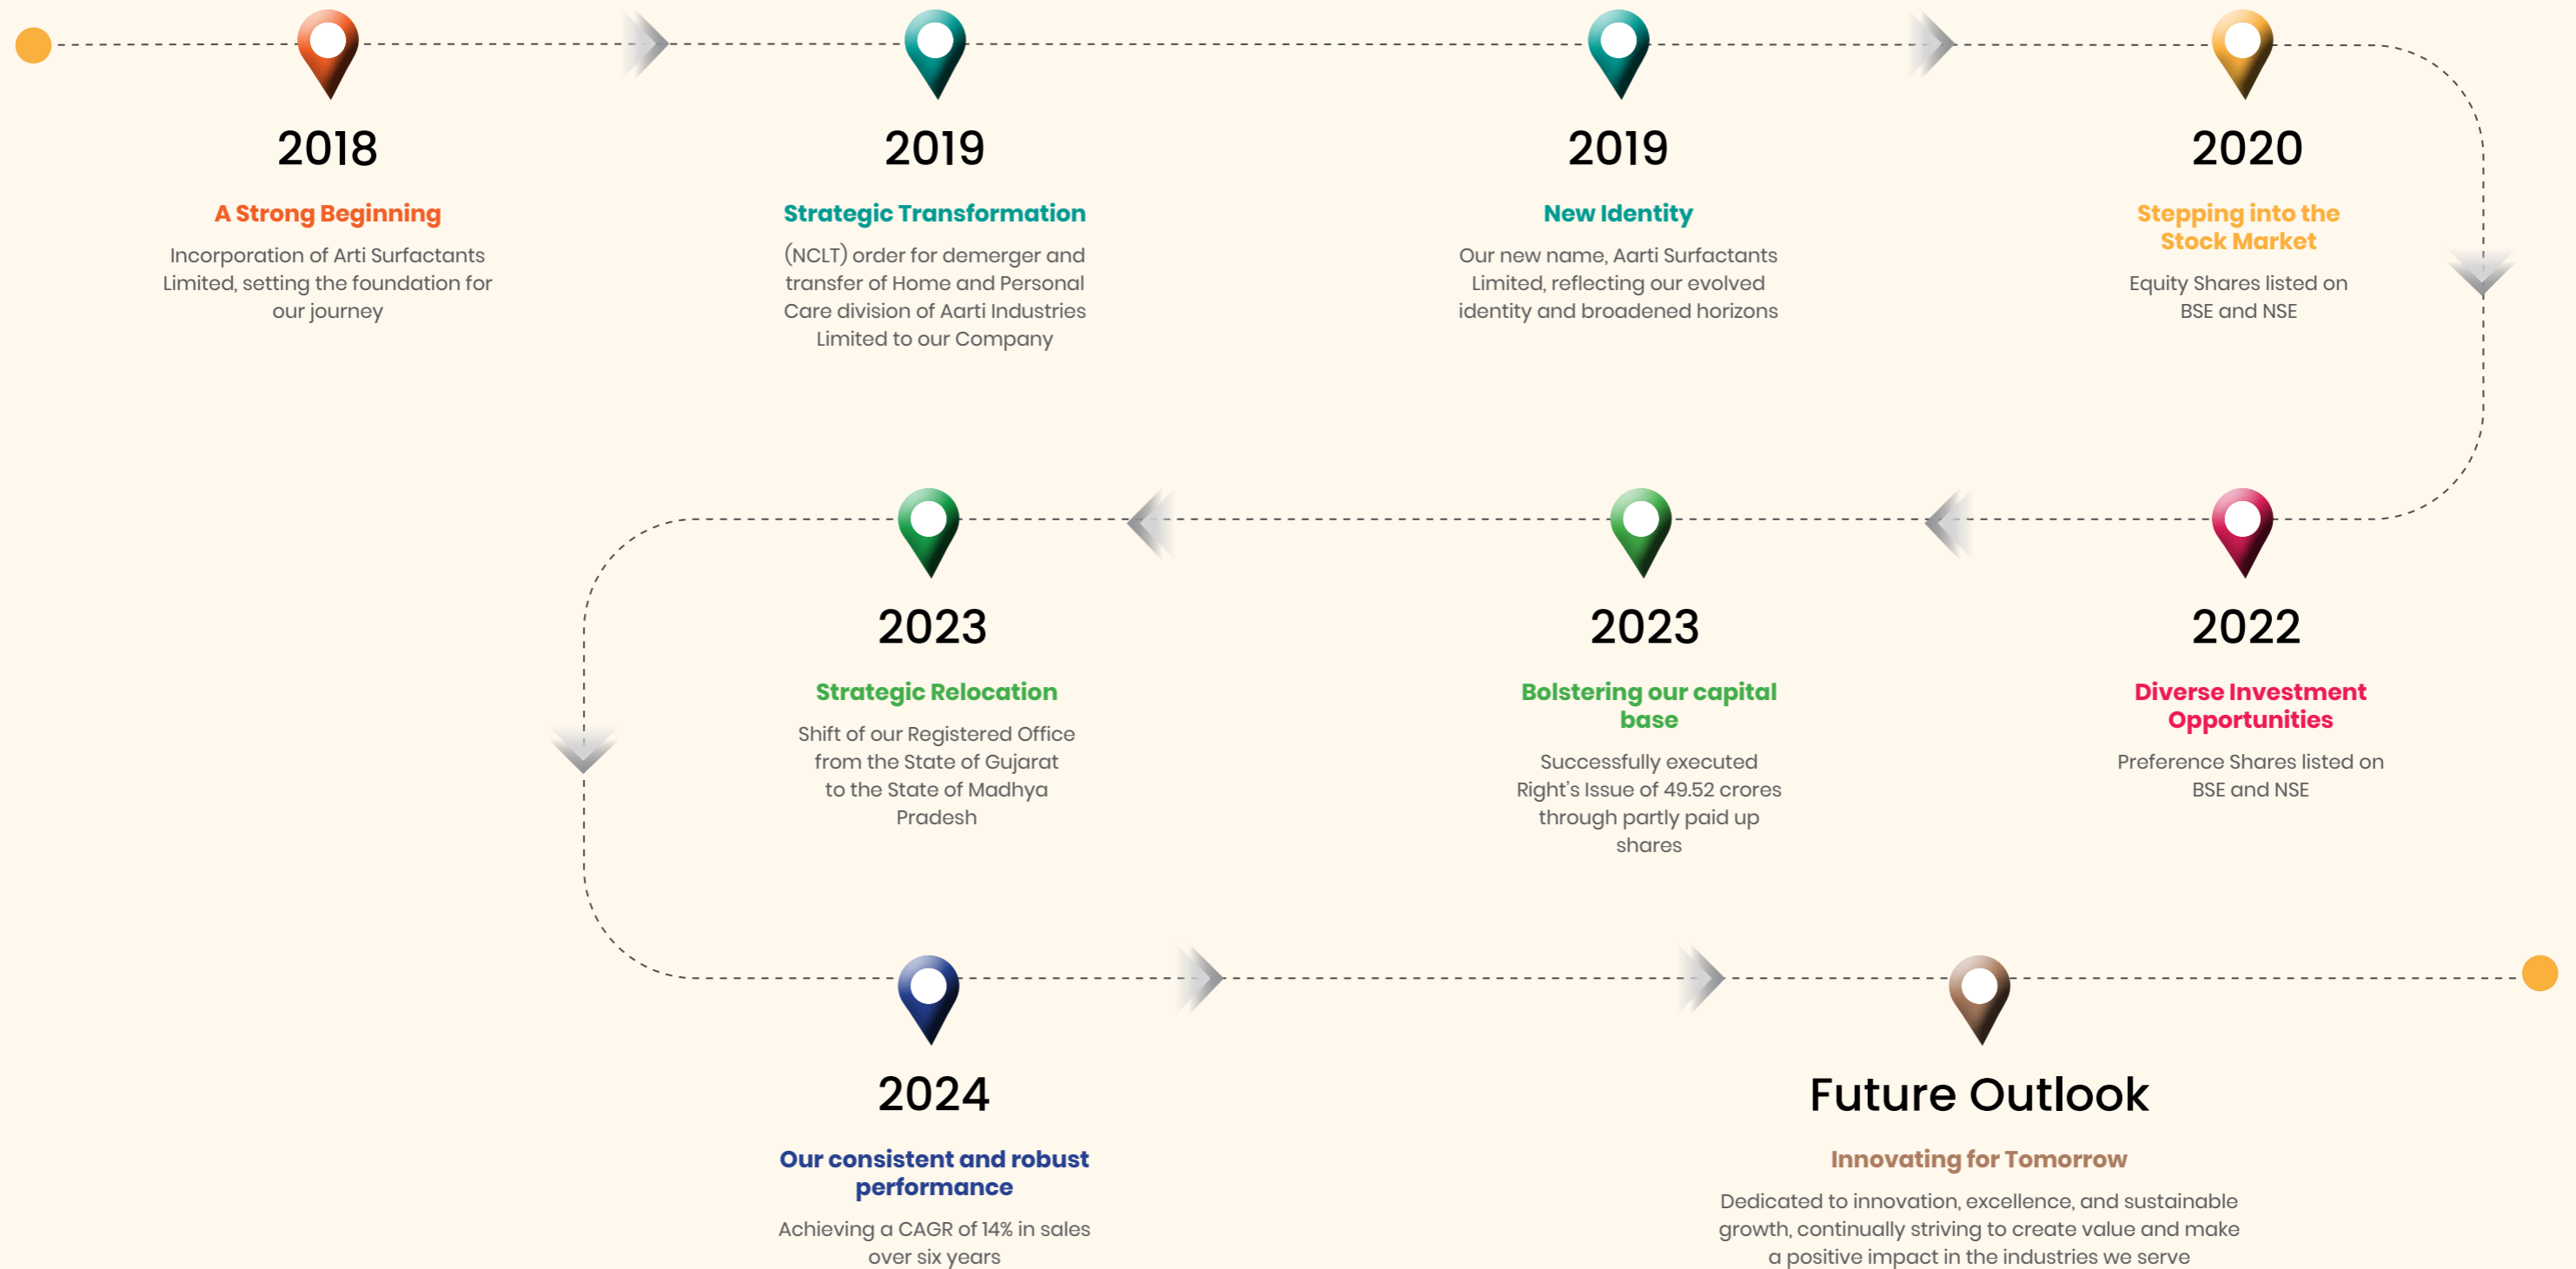 2018
A Strong Beginning
Incorporation of Arti Surfactants
Limited, setting the foundation for
our journey
2019
Strategic Transformation
(NCLT) order for demerger and
transfer of Home and Personal
Care division of Aarti Industries
Limited to our Company
2019
New Identity
Our new name, Aarti Surfactants
Limited, reflecting our evolved
identity and broadened horizons
2020
Stepping into the
Stock Market
Equity Shares listed on
BSE and NSE
2022
Diverse Investment
Opportunities
Preference Shares listed on
BSE and NSE
2023
Bolstering our capital
base
Successfully executed
Right's Issue of 49.52 crores
through partly paid up
shares
2023
Strategic Relocation
Shift of our Registered Office
from the State of Gujarat
to the State of Madhya
Pradesh
2024
Our consistent and robust
performance
Achieving a CAGR of 14% in sales
over six years
Future Outlook
Innovating for Tomorrow
Dedicated to innovation, excellence, and sustainable
growth, continually striving to create value and make
a positive impact in the industries we serve